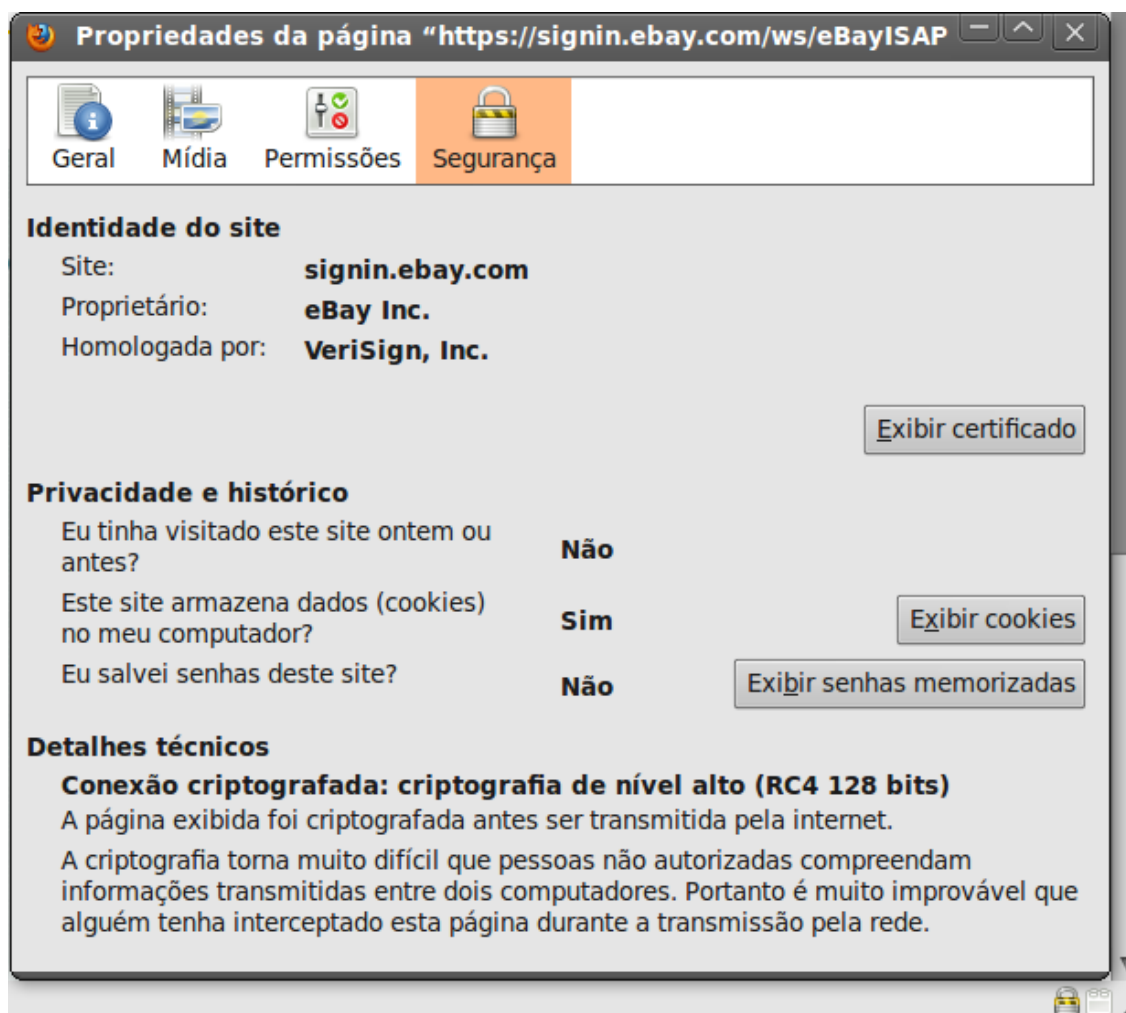 Propriedades da página “https://signin.ebay.com/ws/eBayISAP
Geral Mídia Permissões Segurança
Identidade do site
Site: signin.ebay.com
Proprietário: eBay Inc.
Homologada por: VeriSign, Inc.
Exibir certificado
Privacidade e histórico
Eu tinha visitado este site ontem ou
antes? Não
Este site armazena dados (cookies)
no meu computador? Sim Exibir cookies
Eu salvei senhas deste site? Não Exibir senhas memorizadas
Detalhes técnicos
Conexão criptografada: criptografia de nível alto (RC4 128 bits)
A página exibida foi criptografada antes ser transmitida pela internet.
A criptografia torna muito difícil que pessoas não autorizadas compreendam
informações transmitidas entre dois computadores. Portanto é muito improvável que
alguém tenha interceptado esta página durante a transmissão pela rede.